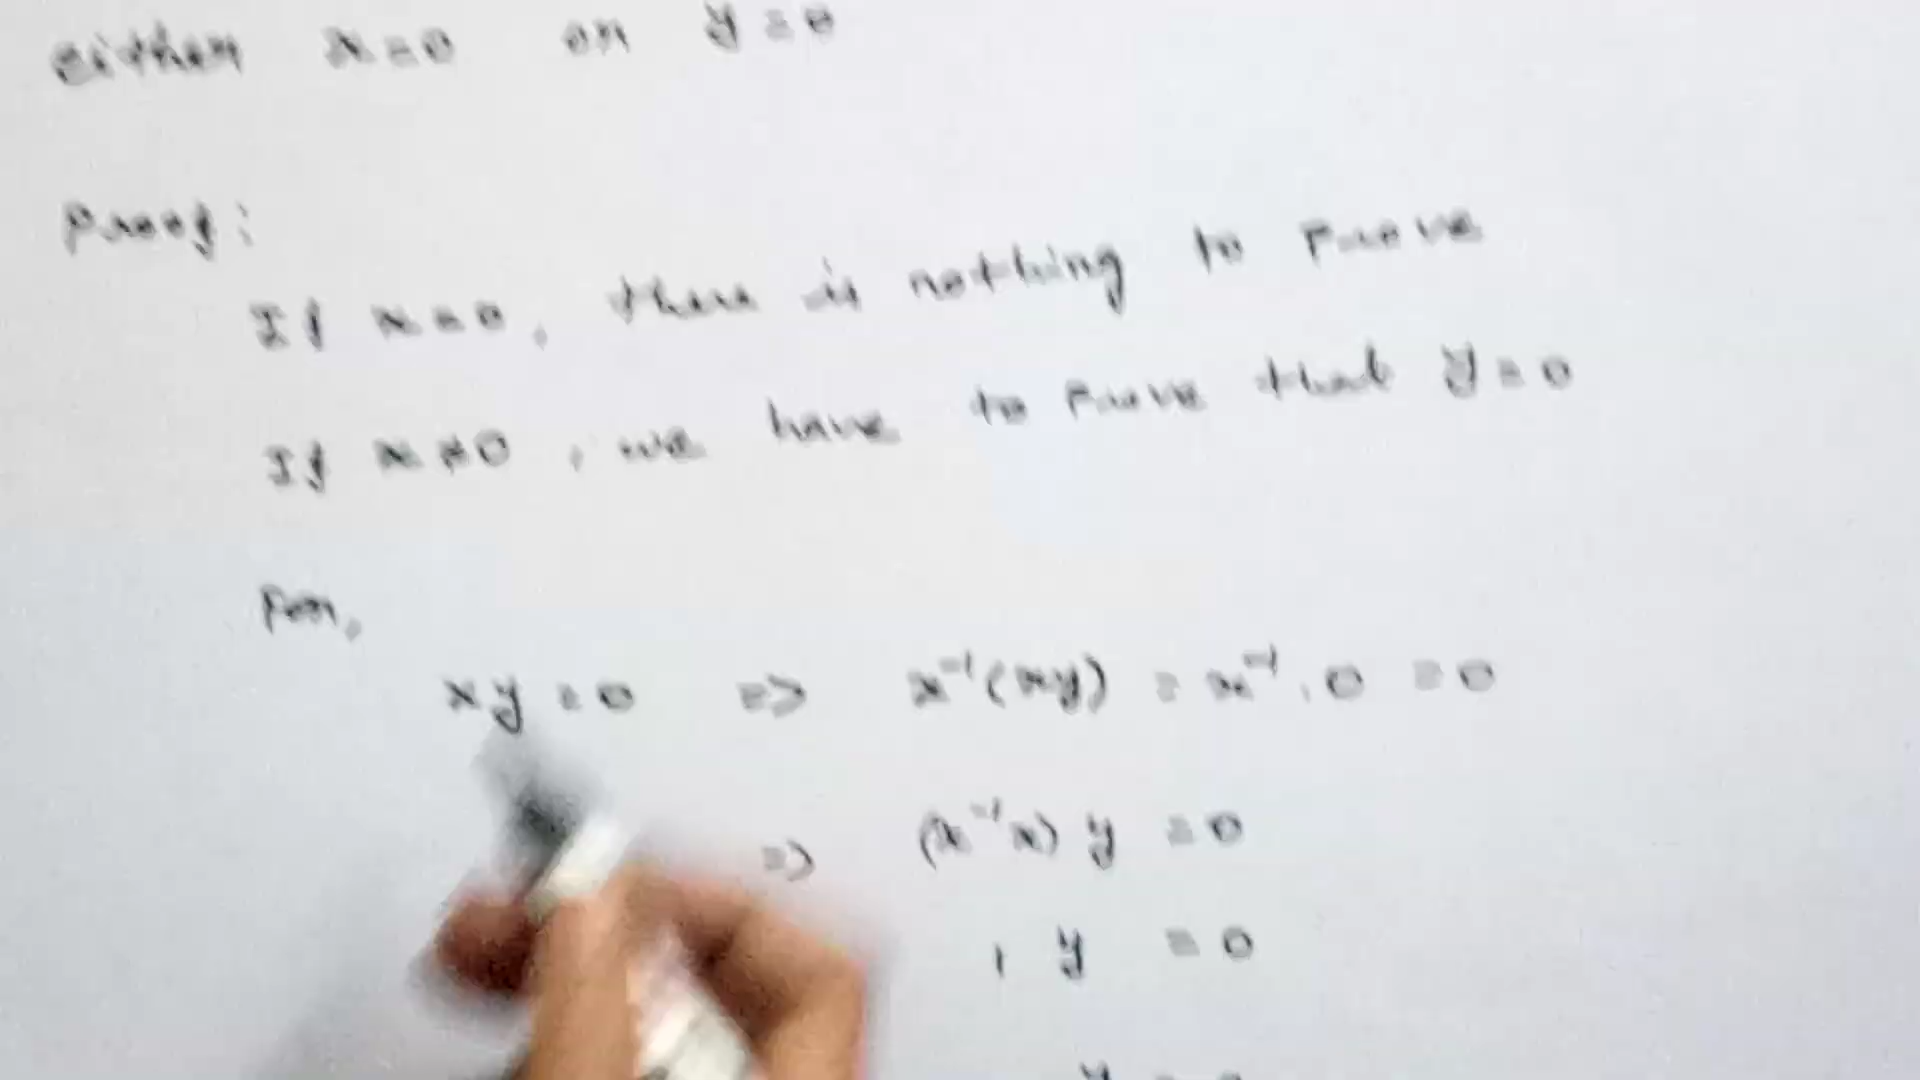 either x=0 or y=0
Proof:
If x=0, there is nothing to prove
If x≠0, we have to prove that y=0
For,
xy=0 => x⁻¹(xy) = x⁻¹.0 = 0
=> (x⁻¹x) y = 0
1 y = 0
y = 0